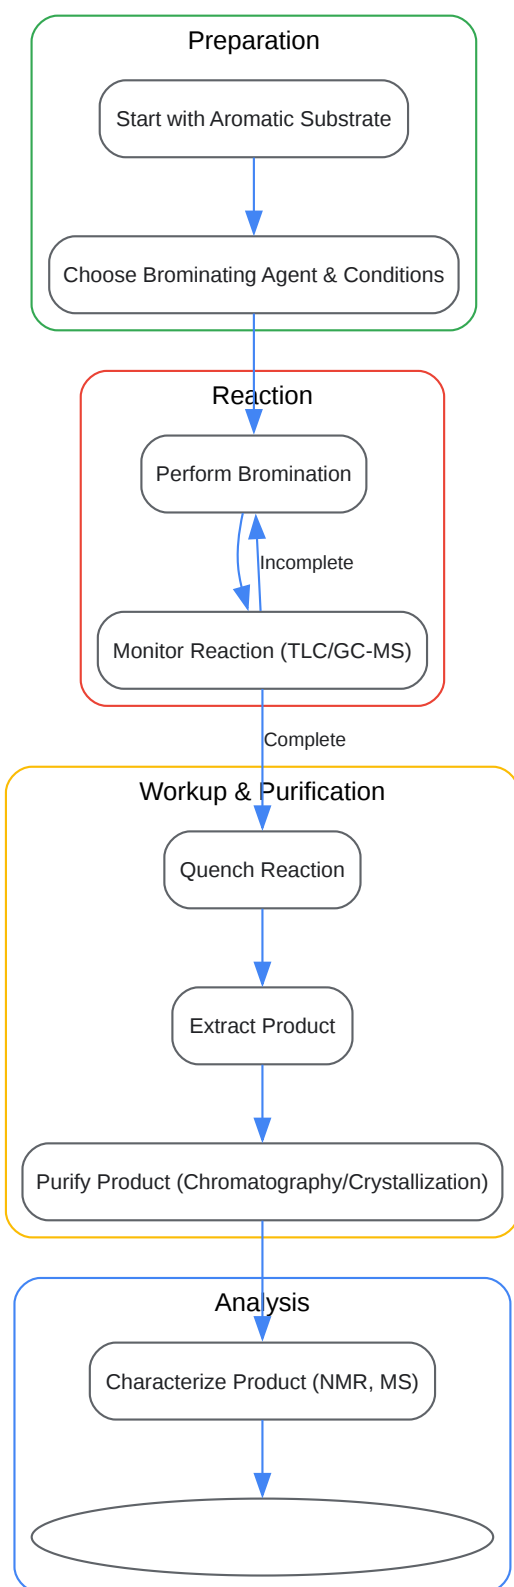 Preparation
Start with Aromatic Substrate
Choose Brominating Agent & Conditions
Reaction
Perform Bromination
Incomplete
Monitor Reaction (TLC/GC-MS)
Complete
Workup & Purification
Quench Reaction
Extract Product
Purify Product (Chromatography/Crystallization)
Analysis
Characterize Product (NMR, MS)